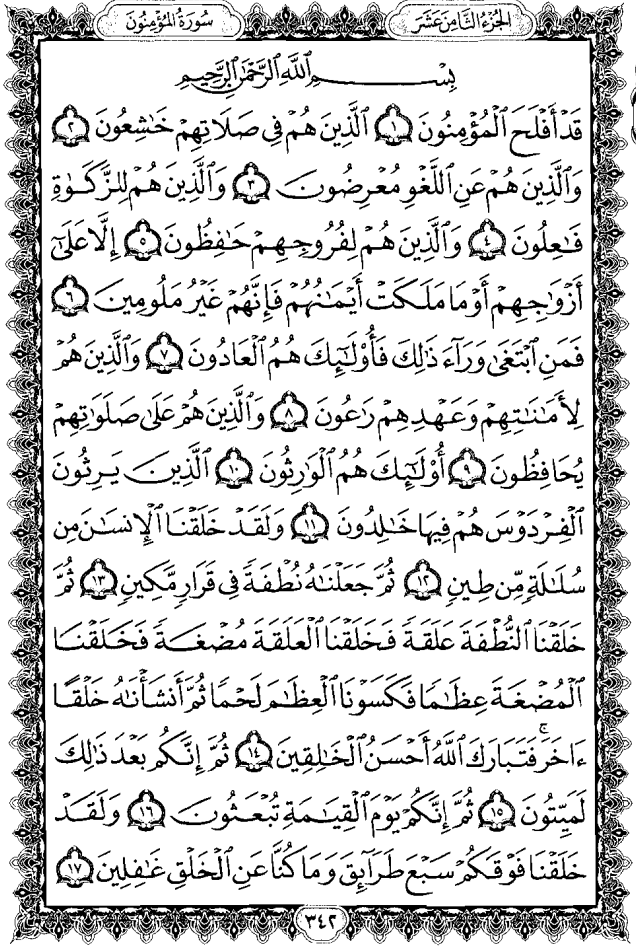 الجزء الثامن عشر
سورة المؤمنون
بِسْمِ ٱللَّهِ ٱلرَّحْمَٰنِ ٱلرَّحِيمِ
قَدْ أَفْلَحَ ٱلْمُؤْمِنُونَ ١ ٱلَّذِينَ هُمْ فِى صَلَاتِهِمْ خَٰشِعُونَ ٢
وَٱلَّذِينَ هُمْ عَنِ ٱللَّغْوِ مُعْرِضُونَ ٣ وَٱلَّذِينَ هُمْ لِلزَّكَوٰةِ
فَٰعِلُونَ ٤ وَٱلَّذِينَ هُمْ لِفُرُوجِهِمْ حَٰفِظُونَ ٥ إِلَّا عَلَىٰٓ
أَزْوَٰجِهِمْ أَوْ مَا مَلَكَتْ أَيْمَٰنُهُمْ فَإِنَّهُمْ غَيْرُ مَلُومِينَ ٦
فَمَنِ ٱبْتَغَىٰ وَرَآءَ ذَٰلِكَ فَأُو۟لَٰٓئِكَ هُمُ ٱلْعَادُونَ ٧ وَٱلَّذِينَ هُمْ
لِأَمَٰنَٰتِهِمْ وَعَهْدِهِمْ رَٰعُونَ ٨ وَٱلَّذِينَ هُمْ عَلَىٰ صَلَوَٰتِهِمْ
يُحَافِظُونَ ٩ أُو۟لَٰٓئِكَ هُمُ ٱلْوَٰرِثُونَ ١٠ ٱلَّذِينَ يَرِثُونَ
ٱلْفِرْدَوْسَ هُمْ فِيهَا خَٰلِدُونَ ١١ وَلَقَدْ خَلَقْنَا ٱلْإِنسَٰنَ مِن
سُلَٰلَةٍ مِّن طِينٍ ١٢ ثُمَّ جَعَلْنَٰهُ نُطْفَةً فِى قَرَارٍ مَّكِينٍ ١٣ ثُمَّ
خَلَقْنَا ٱلنُّطْفَةَ عَلَقَةً فَخَلَقْنَا ٱلْعَلَقَةَ مُضْغَةً فَخَلَقْنَا
ٱلْمُضْغَةَ عِظَٰمًا فَكَسَوْنَا ٱلْعِظَٰمَ لَحْمًا ثُمَّ أَنشَأْنَٰهُ خَلْقًا
ءَاخَرَ ۚ فَتَبَارَكَ ٱللَّهُ أَحْسَنُ ٱلْخَٰلِقِينَ ١٤ ثُمَّ إِنَّكُم بَعْدَ ذَٰلِكَ
لَمَيِّتُونَ ١٥ ثُمَّ إِنَّكُمْ يَوْمَ ٱلْقِيَٰمَةِ تُبْعَثُونَ ١٦ وَلَقَدْ
خَلَقْنَا فَوْقَكُمْ سَبْعَ طَرَآئِقَ وَمَا كُنَّا عَنِ ٱلْخَلْقِ غَٰفِلِينَ ١٧
٣٤٢